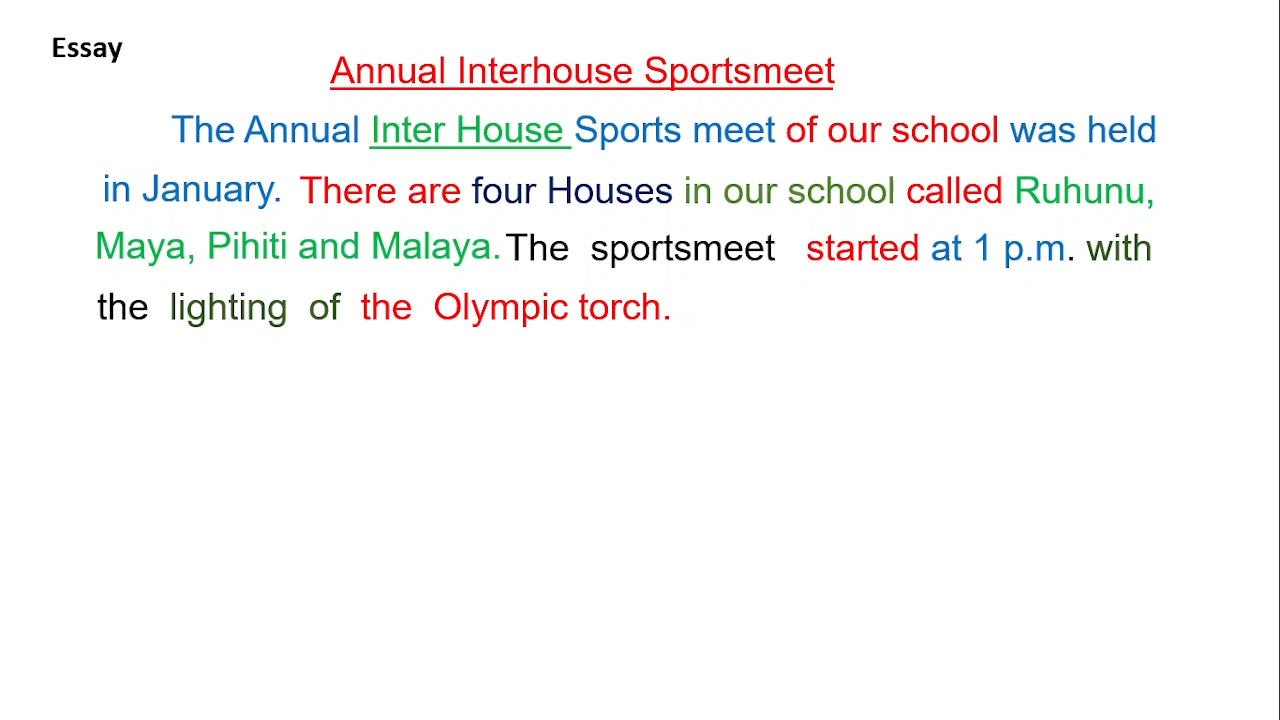 Essay
Annual Interhouse Sportsmeet
The Annual Inter House Sports meet of our school was held
in January. There are four Houses in our school called Ruhunu,
Maya, Pihiti and Malaya. The sportsmeet started at 1 p.m. with
the lighting of the Olympic torch.